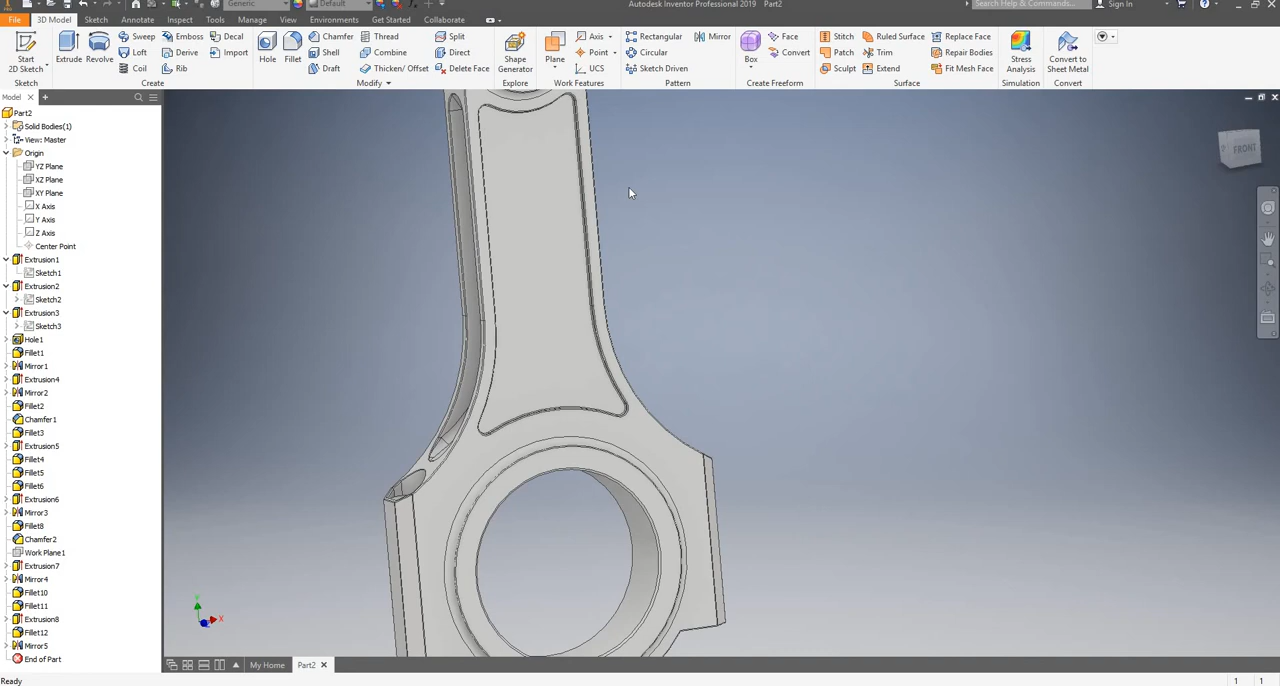 Generic Default Autodesk Inventor Professional 2019 Part2 Search Help & Commands... Sign In
File 3D Model Sketch Annotate Inspect Tools Manage View Environments Get Started Collaborate
Start 2D Sketch
Sketch
Extrude Revolve Sweep Emboss Decal
Loft Derive Import
Coil Rib
Create
Hole Fillet Chamfer Thread Split
Shell Combine Direct
Draft Thicken/ Offset Delete Face
Modify
Shape Generator
Explore
Plane Axis
Point
UCS
Work Features
Rectangular Mirror
Circular
Sketch Driven
Pattern
Box Face
Convert
Create Freeform
Stitch Ruled Surface Replace Face
Patch Trim Repair Bodies
Sculpt Extend Fit Mesh Face
Surface
Stress Analysis
Simulation
Convert to Sheet Metal
Convert
Model
Part2
Solid Bodies(1)
View: Master
Origin
YZ Plane
XZ Plane
XY Plane
X Axis
Y Axis
Z Axis
Center Point
Extrusion1
Sketch1
Extrusion2
Sketch2
Extrusion3
Sketch3
Hole1
Fillet1
Mirror1
Extrusion4
Mirror2
Fillet2
Chamfer1
Fillet3
Extrusion5
Fillet4
Fillet5
Fillet6
Extrusion6
Mirror3
Fillet8
Chamfer2
Work Plane1
Extrusion7
Mirror4
Fillet10
Fillet11
Extrusion8
Fillet12
Mirror5
End of Part
FRONT
Y
X
My Home Part2
Ready 1 1